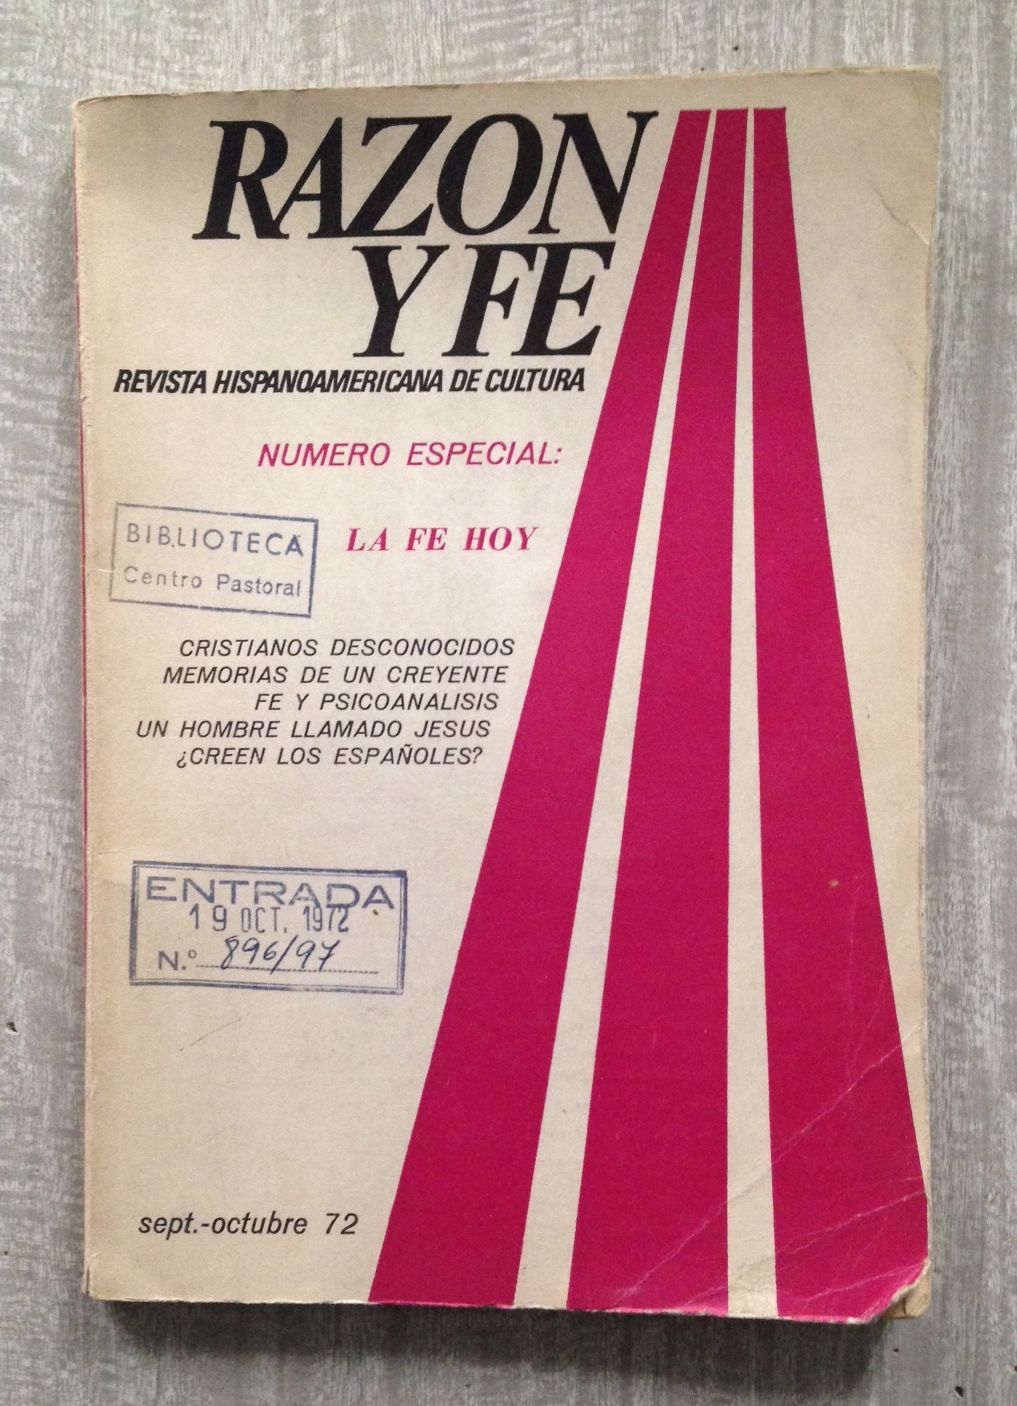 RAZON
Y FE
REVISTA HISPANOAMERICANA DE CULTURA
NUMERO ESPECIAL:
LA FE HOY
BIBLIOTECA
Centro Pastoral
CRISTIANOS DESCONOCIDOS
MEMORIAS DE UN CREYENTE
FE Y PSICOANALISIS
UN HOMBRE LLAMADO JESUS
¿CREEN LOS ESPAÑOLES?
ENTRADA
19 OCT. 1972
N.º 896/97
sept.-octubre 72